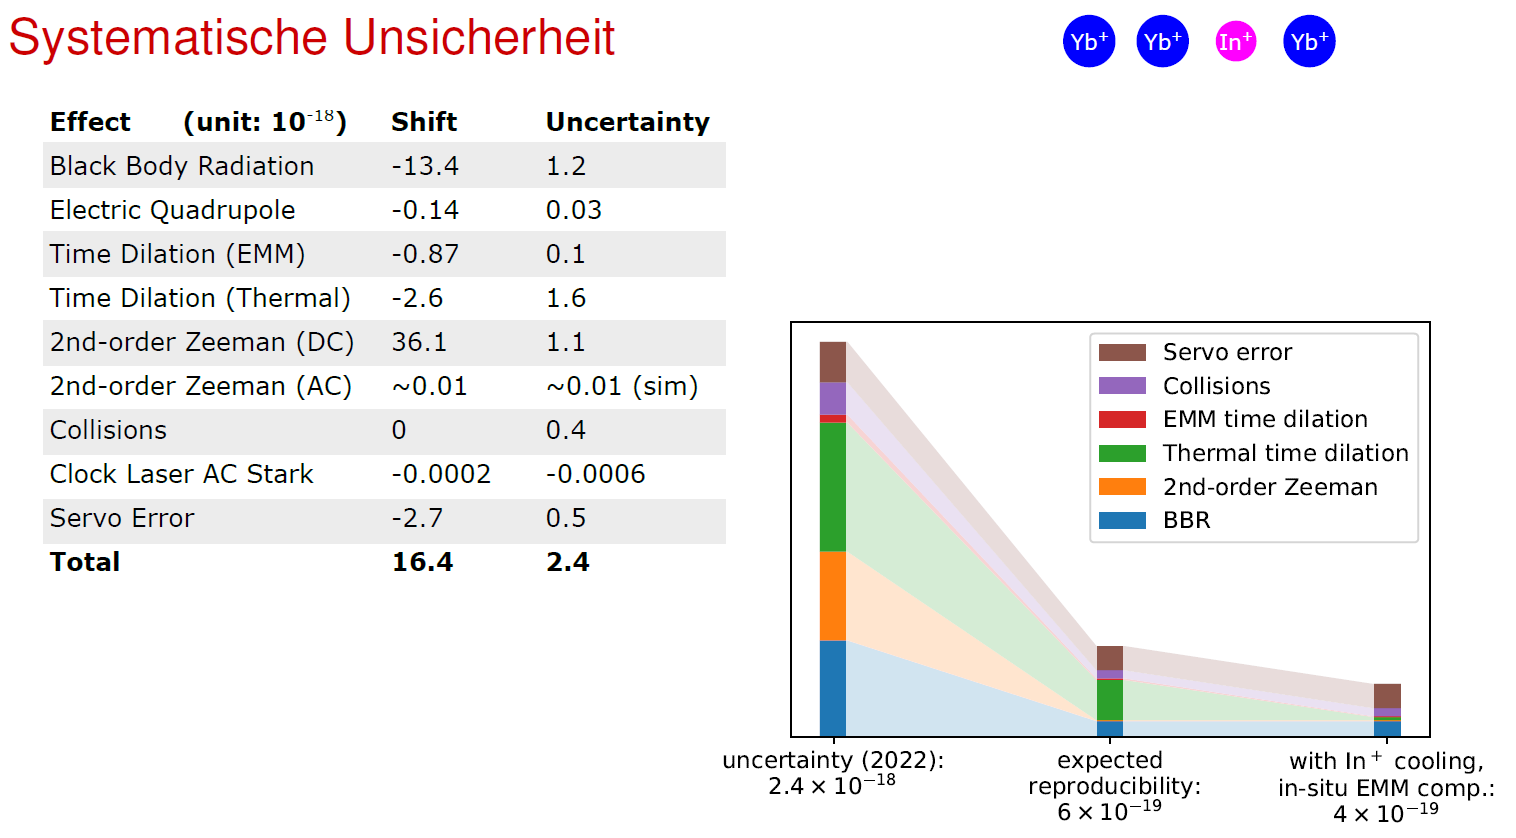 Systematische Unsicherheit
Yb⁺ Yb⁺ In⁺ Yb⁺
Effect (unit: 10⁻¹⁸) Shift Uncertainty
Black Body Radiation -13.4 1.2
Electric Quadrupole -0.14 0.03
Time Dilation (EMM) -0.87 0.1
Time Dilation (Thermal) -2.6 1.6
2nd-order Zeeman (DC) 36.1 1.1
2nd-order Zeeman (AC) ~0.01 ~0.01 (sim)
Collisions 0 0.4
Clock Laser AC Stark -0.0002 -0.0006
Servo Error -2.7 0.5
Total 16.4 2.4
Servo error
Collisions
EMM time dilation
Thermal time dilation
2nd-order Zeeman
BBR
uncertainty (2022):
2.4 × 10⁻¹⁸
expected
reproducibility:
6 × 10⁻¹⁹
with In⁺ cooling,
in-situ EMM comp.:
4 × 10⁻¹⁹